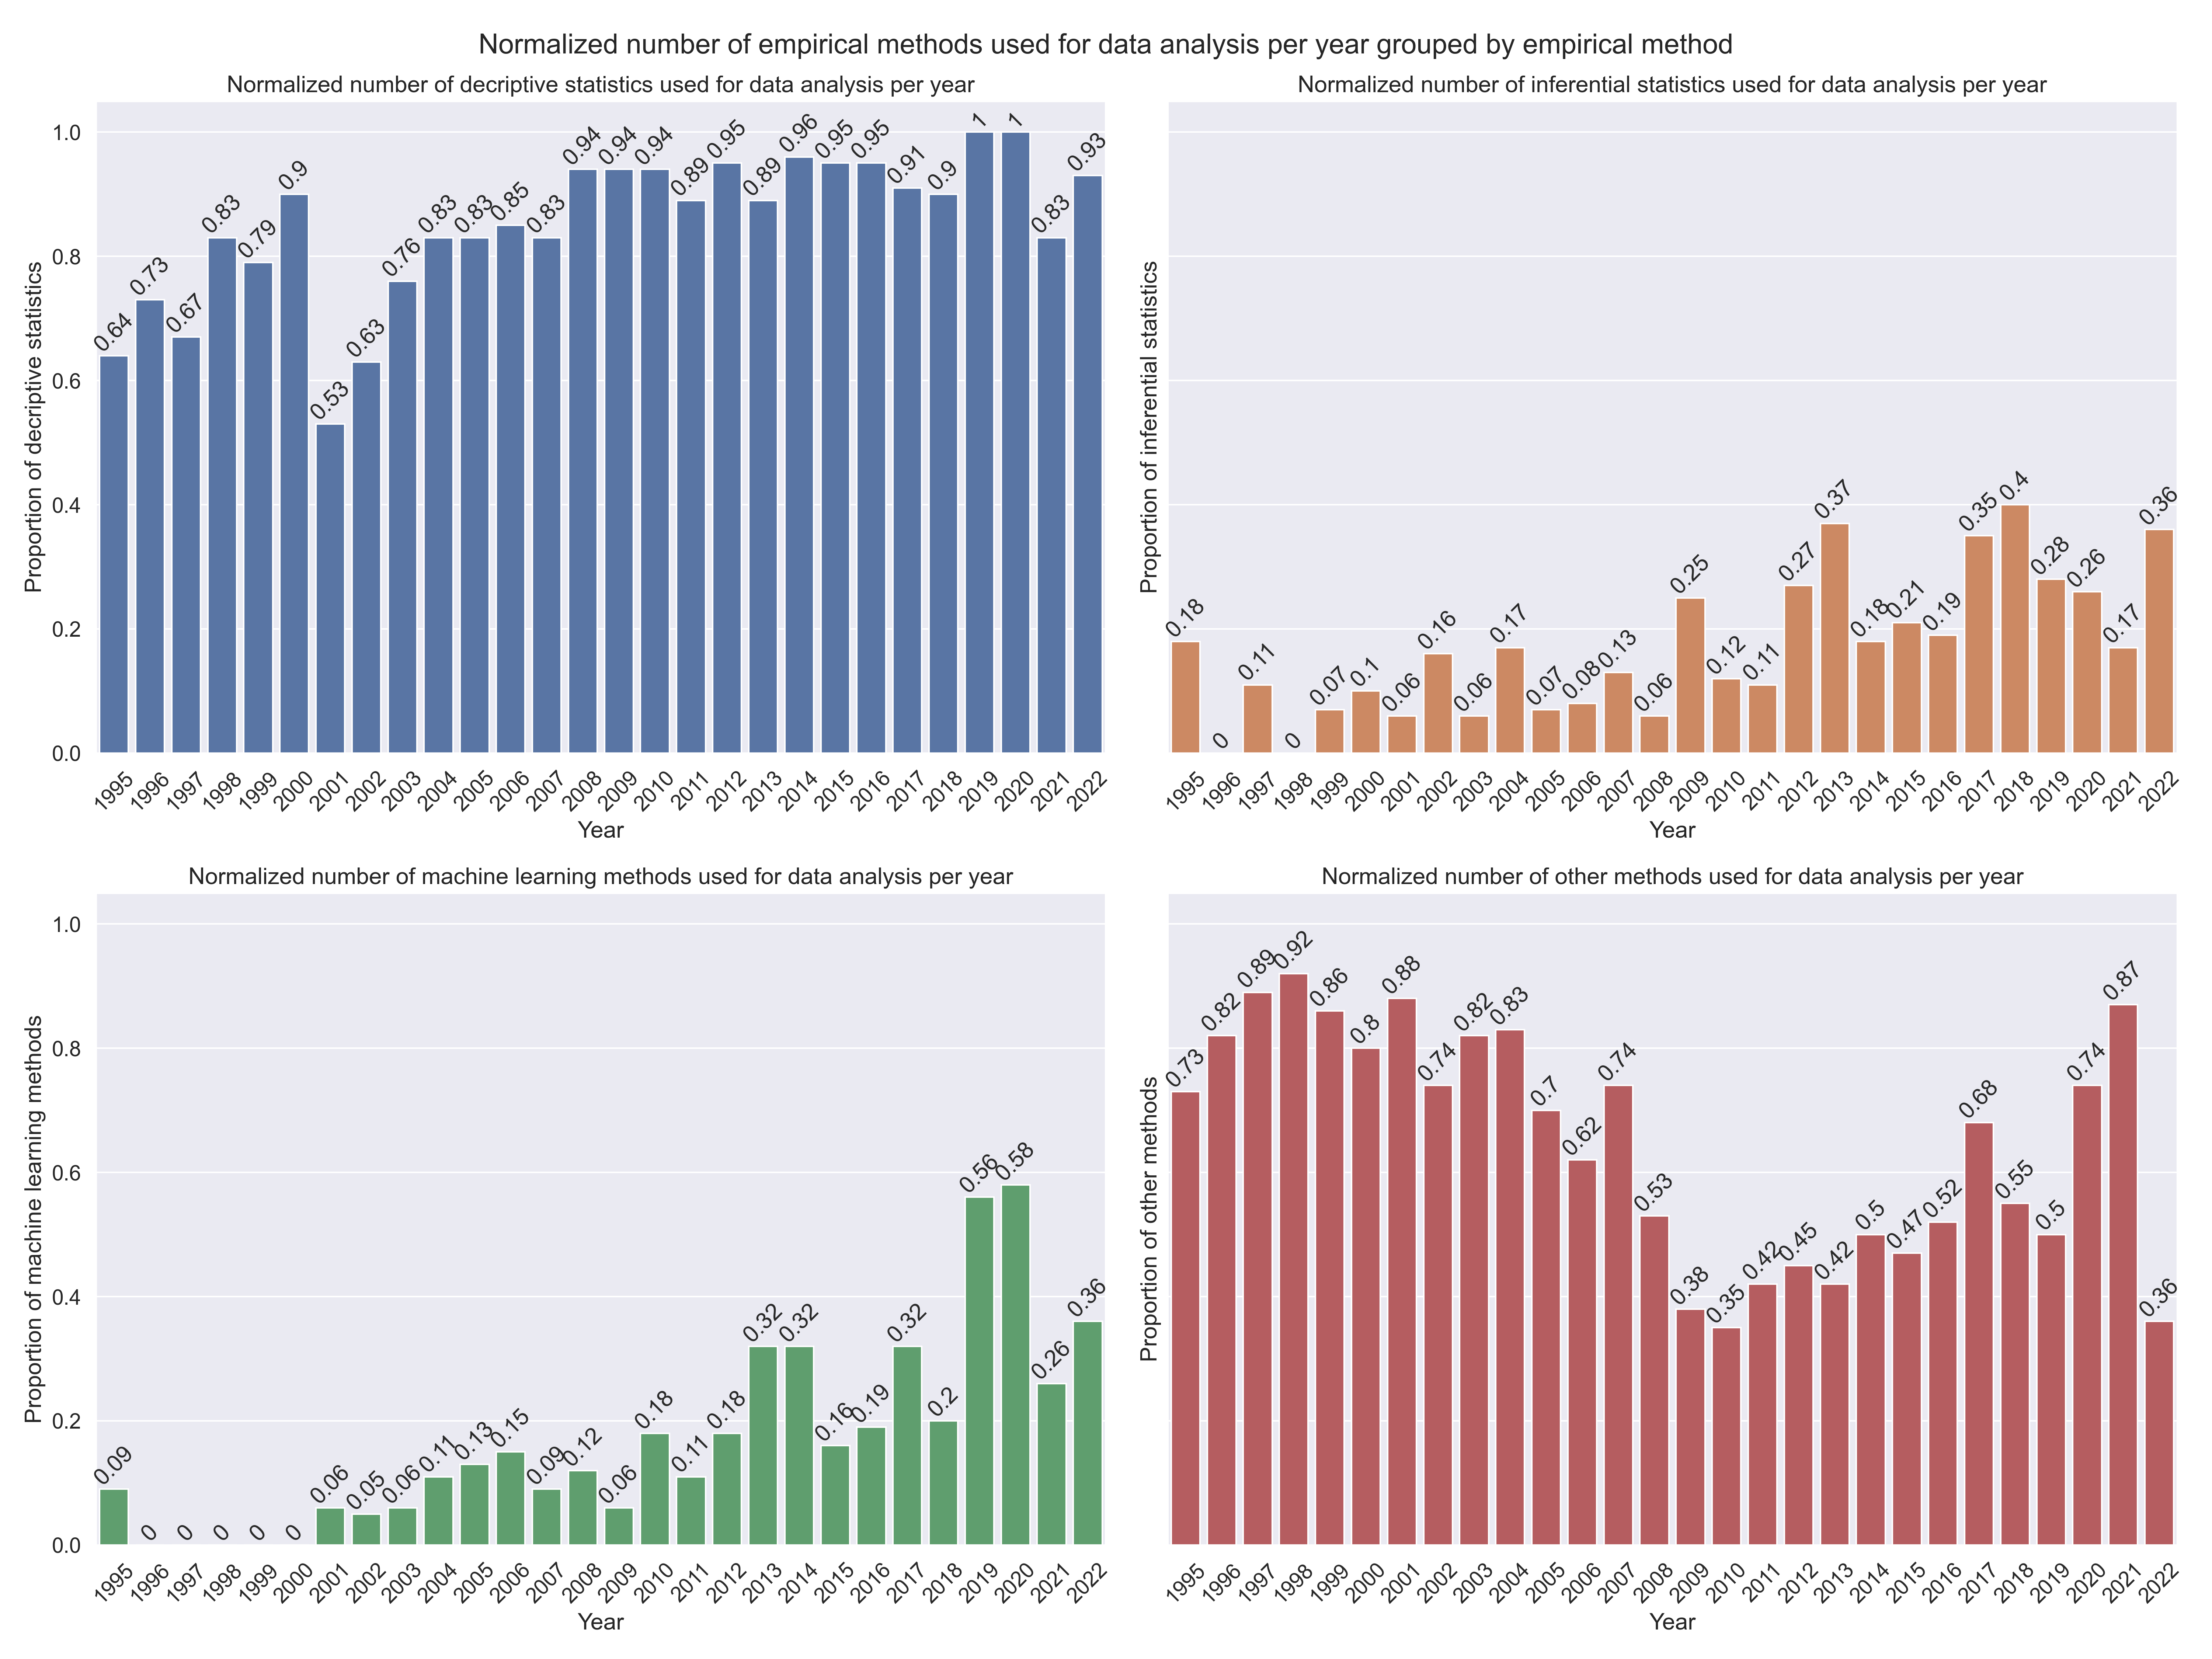 Normalized number of empirical methods used for data analysis per year grouped by empirical method
Normalized number of decriptive statistics used for data analysis per year
Proportion of decriptive statistics
1.0
0.8
0.6
0.4
0.2
0.0
0.64 0.73 0.67 0.83 0.79 0.9 0.53 0.63 0.76 0.83 0.83 0.85 0.83 0.94 0.94 0.94 0.89 0.95 0.89 0.96 0.95 0.95 0.91 0.9 1 1 0.83 0.93
1995 1996 1997 1998 1999 2000 2001 2002 2003 2004 2005 2006 2007 2008 2009 2010 2011 2012 2013 2014 2015 2016 2017 2018 2019 2020 2021 2022
Year
Normalized number of inferential statistics used for data analysis per year
Proportion of inferential statistics
0.18 0 0.11 0 0.07 0.1 0.06 0.16 0.06 0.17 0.07 0.08 0.13 0.06 0.25 0.12 0.11 0.27 0.37 0.18 0.21 0.19 0.35 0.4 0.28 0.26 0.17 0.36
1995 1996 1997 1998 1999 2000 2001 2002 2003 2004 2005 2006 2007 2008 2009 2010 2011 2012 2013 2014 2015 2016 2017 2018 2019 2020 2021 2022
Year
Normalized number of machine learning methods used for data analysis per year
Proportion of machine learning methods
1.0
0.8
0.6
0.4
0.2
0.0
0.09 0 0 0 0 0 0.06 0.05 0.06 0.11 0.13 0.15 0.09 0.12 0.06 0.18 0.11 0.18 0.32 0.32 0.16 0.19 0.32 0.2 0.56 0.58 0.26 0.36
1995 1996 1997 1998 1999 2000 2001 2002 2003 2004 2005 2006 2007 2008 2009 2010 2011 2012 2013 2014 2015 2016 2017 2018 2019 2020 2021 2022
Year
Normalized number of other methods used for data analysis per year
Proportion of other methods
0.73 0.82 0.89 0.92 0.86 0.8 0.88 0.74 0.82 0.83 0.7 0.62 0.74 0.53 0.38 0.35 0.42 0.45 0.42 0.5 0.47 0.52 0.68 0.55 0.5 0.74 0.87 0.36
1995 1996 1997 1998 1999 2000 2001 2002 2003 2004 2005 2006 2007 2008 2009 2010 2011 2012 2013 2014 2015 2016 2017 2018 2019 2020 2021 2022
Year